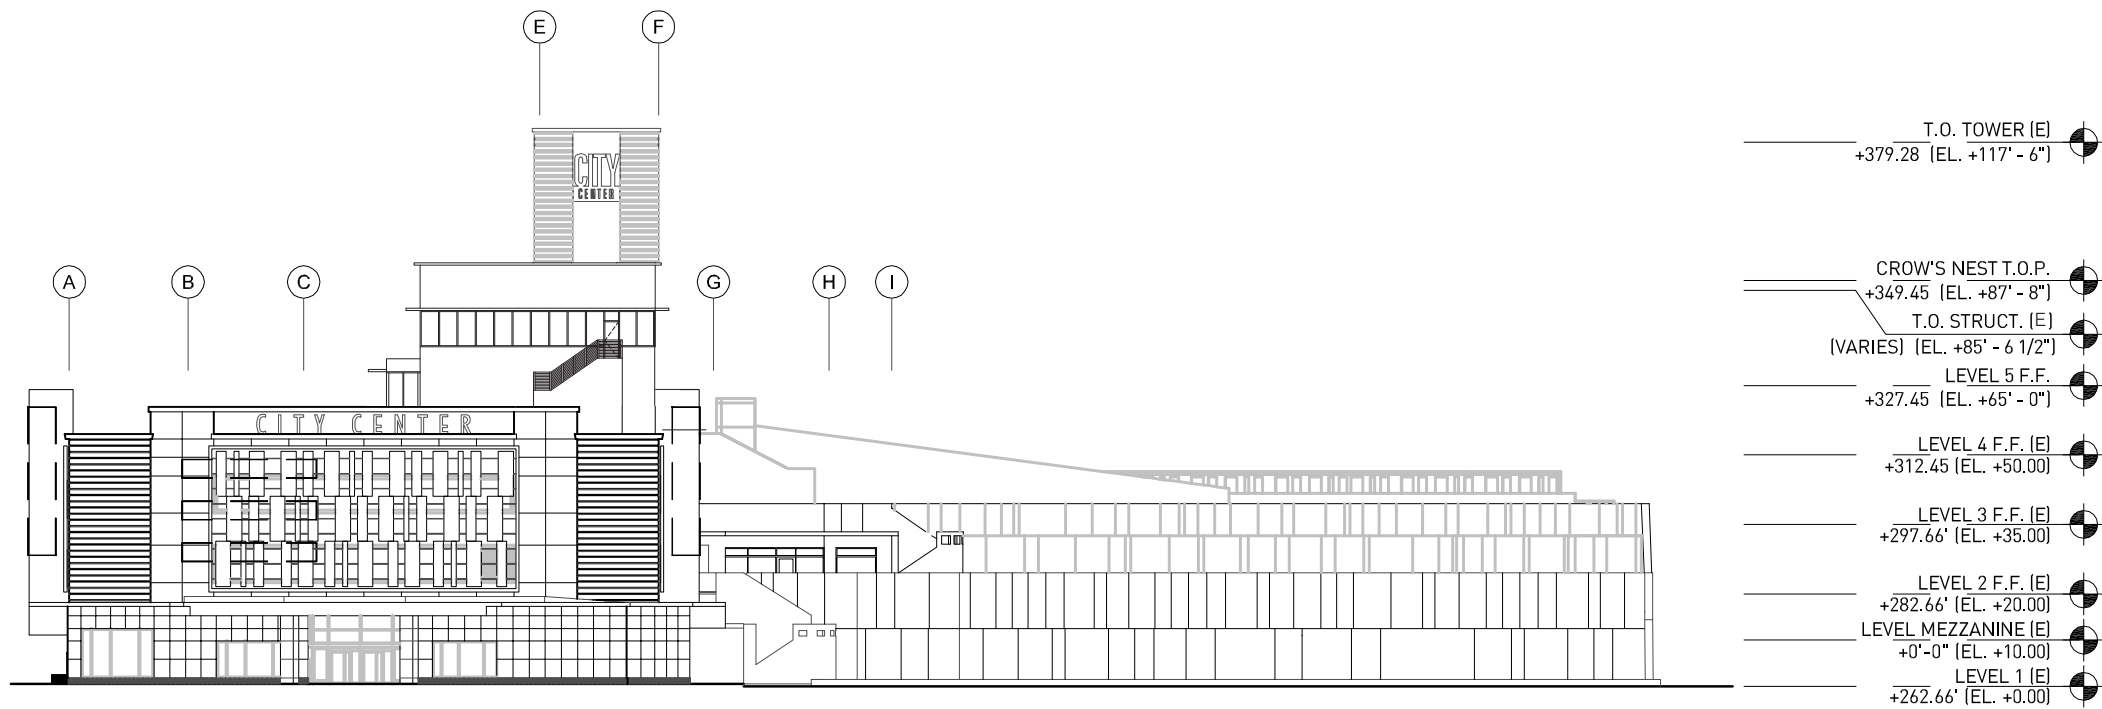 E F
CITY
CENTER
A B C G H I
CITY CENTER
T.O. TOWER (E)
+379.28 (EL. +117' - 6")
CROW'S NEST T.O.P.
+349.45 (EL. +87' - 8")
T.O. STRUCT. (E)
(VARIES) (EL. +85' - 6 1/2")
LEVEL 5 F.F.
+327.45 (EL. +65' - 0")
LEVEL 4 F.F. (E)
+312.45 (EL. +50.00)
LEVEL 3 F.F. (E)
+297.66' (EL. +35.00)
LEVEL 2 F.F. (E)
+282.66' (EL. +20.00)
LEVEL MEZZANINE (E)
+0'-0" (EL. +10.00)
LEVEL 1 (E)
+262.66' (EL. +0.00)